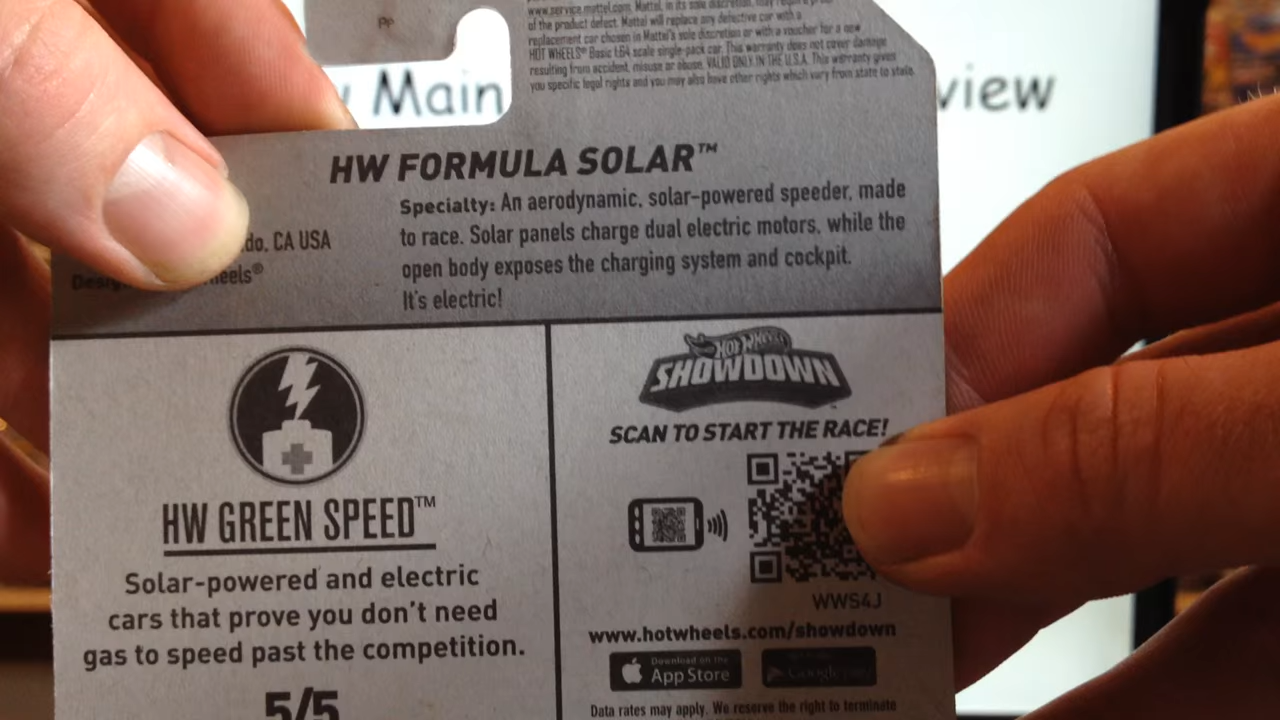 PP
Main
view
www.service.mattel.com. Mattel, in its sole discretion, may require proof
of the product defect. Mattel will replace any defective car with a
replacement car chosen in Mattel's sole discretion or with a voucher for a new
HOT WHEELS® Basic 1:64 scale single-pack car. This warranty does not cover damage
resulting from accident, misuse or abuse. VALID ONLY IN THE U.S.A. This warranty gives
you specific legal rights and you may also have other rights which vary from state to state.
HW FORMULA SOLAR™
Specialty: An aerodynamic, solar-powered speeder, made
to race. Solar panels charge dual electric motors, while the
open body exposes the charging system and cockpit.
It's electric!
do, CA USA
heels®
HW GREEN SPEED™
Solar-powered and electric
cars that prove you don't need
gas to speed past the competition.
5/5
HOT WHEELS
SHOWDOWN™
SCAN TO START THE RACE!
WWS4J
www.hotwheels.com/showdown
Download on the
App Store
Google play
Data rates may apply. We reserve the right to terminate